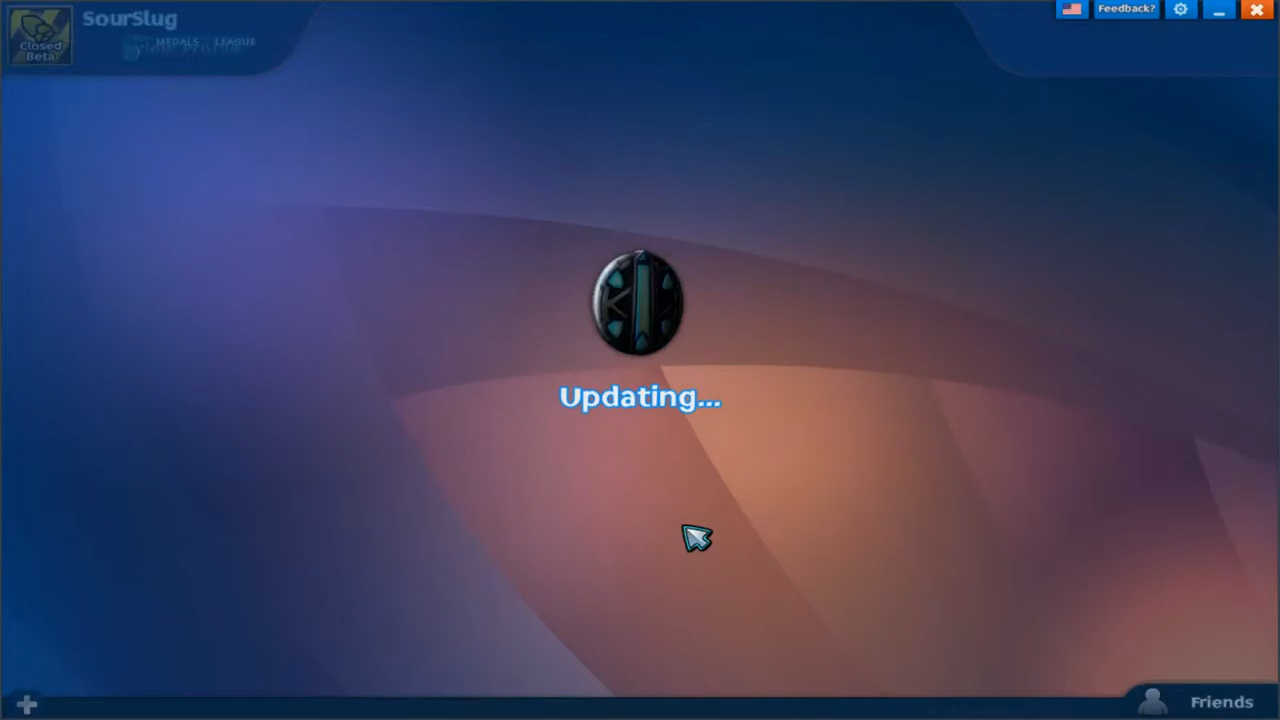 SourSlug
Feedback?
Closed
Beta
MEDALS LEAGUE
Updating...
Friends